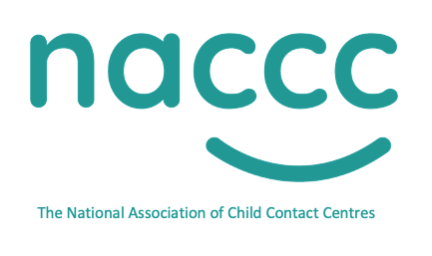 naccc
The National Association of Child Contact Centres